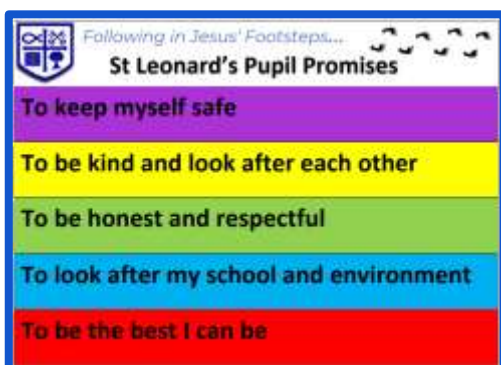 Following in Jesus' Footsteps...
St Leonard's Pupil Promises
To keep myself safe
To be kind and look after each other
To be honest and respectful
To look after my school and environment
To be the best I can be